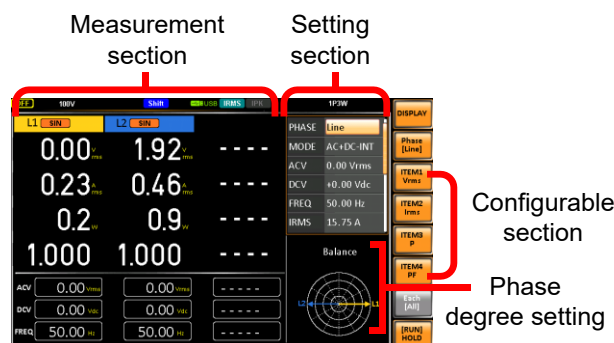 Measurement section
Setting section
OFF 100V Shift USB IRMS IPK 1P3W
L1 SIN L2 SIN
0.00 Vrms 1.92 Vrms - - - -
0.23 Arms 0.46 Arms - - - -
0.2 W 0.9 W - - - -
1.000 1.000 - - - -
ACV 0.00 Vrms 0.00 Vrms - - - - -
DCV 0.00 Vdc 0.00 Vdc - - - - -
FREQ 50.00 Hz 50.00 Hz - - - - -
PHASE Line
MODE AC+DC-INT
ACV 0.00 Vrms
DCV +0.00 Vdc
FREQ 50.00 Hz
IRMS 15.75 A
Balance
L2 L1
DISPLAY
Phase
[Line]
ITEM1
Vrms
ITEM2
Irms
ITEM3
P
ITEM4
PF
Each
[All]
[RUN]
HOLD
Configurable
section
Phase
degree setting